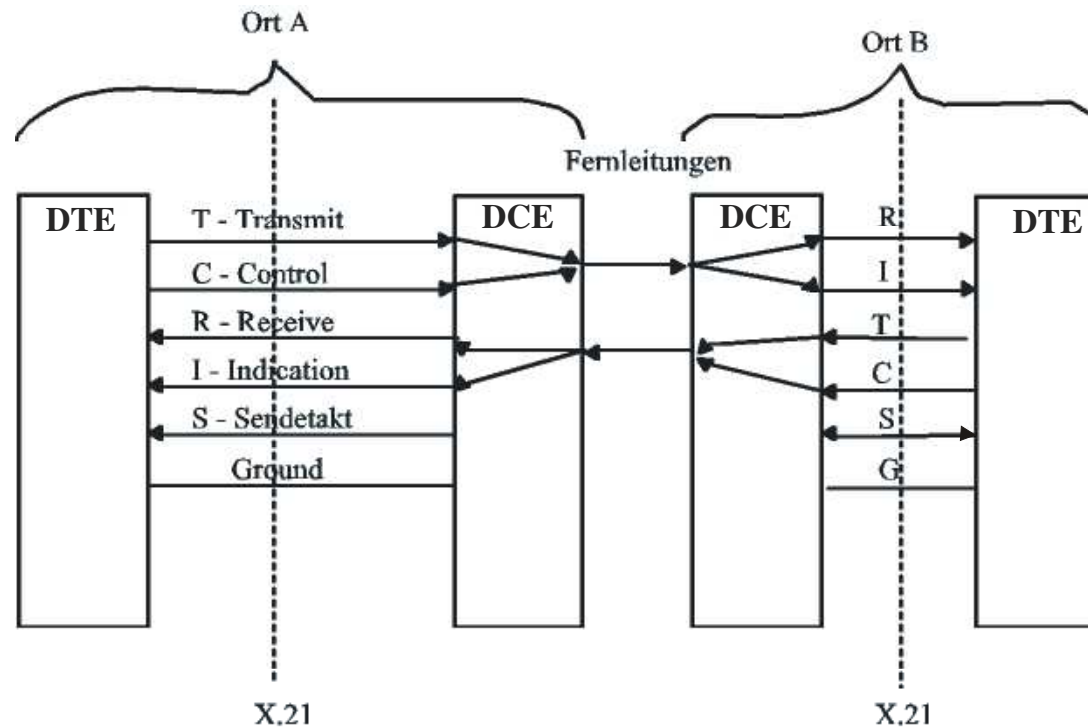 Ort A
Ort B
Fernleitungen
DTE
DCE
DCE
DTE
T - Transmit
C - Control
R - Receive
I - Indication
S - Sendetakt
Ground
R
I
T
C
S
G
X.21
X.21